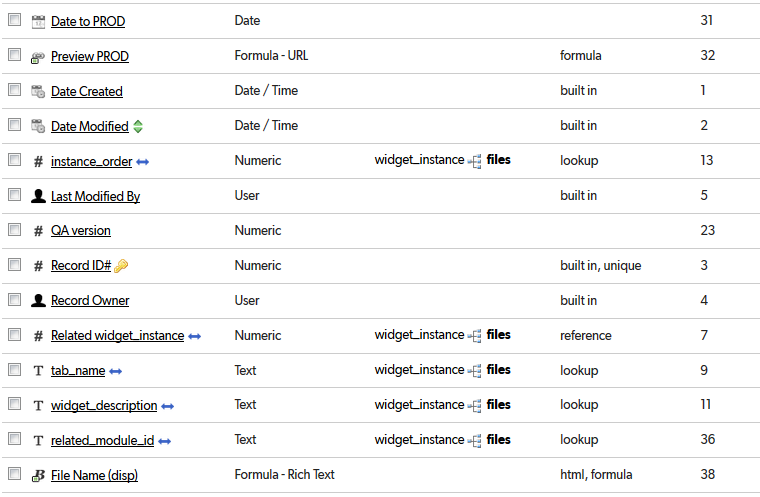 Date to PROD Date 31
Preview PROD Formula - URL formula 32
Date Created Date / Time built in 1
Date Modified Date / Time built in 2
# instance_order Numeric widget_instance files lookup 13
Last Modified By User built in 5
# QA version Numeric 23
# Record ID# Numeric built in, unique 3
Record Owner User built in 4
# Related widget_instance Numeric widget_instance files reference 7
T tab_name Text widget_instance files lookup 9
T widget_description Text widget_instance files lookup 11
T related_module_id Text widget_instance files lookup 36
File Name (disp) Formula - Rich Text html, formula 38